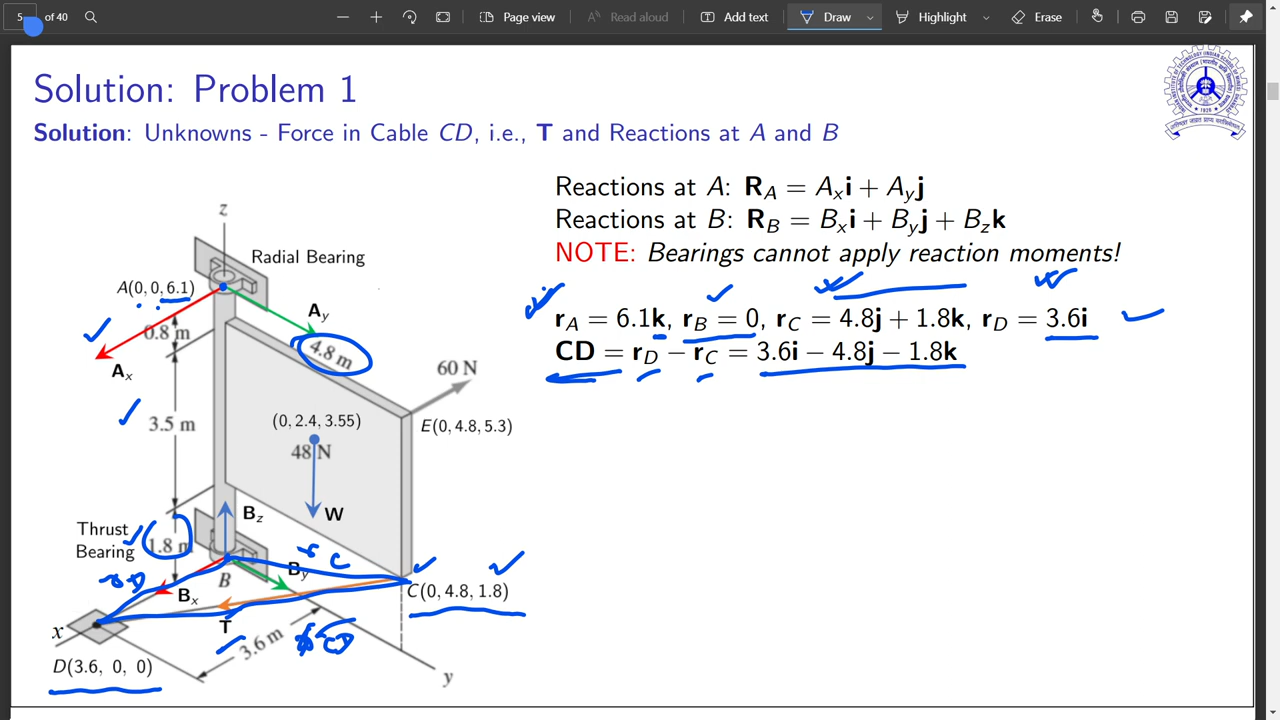 5 of 40
Page view
Read aloud
Add text
Draw
Highlight
Erase
Solution: Problem 1
Solution: Unknowns - Force in Cable CD, i.e., T and Reactions at A and B
Reactions at A: R_A = A_x i + A_y j
Reactions at B: R_B = B_x i + B_y j + B_z k
NOTE: Bearings cannot apply reaction moments!
r_A = 6.1k, r_B = 0, r_C = 4.8j + 1.8k, r_D = 3.6i
CD = r_D − r_C = 3.6i − 4.8j − 1.8k
z
Radial Bearing
A(0, 0, 6.1)
A_y
0.8 m
4.8 m
A_x
60 N
3.5 m
(0, 2.4, 3.55)
E(0, 4.8, 5.3)
48 N
B_z
W
Thrust
Bearing
1.8 m
r C
B_y
r D
B
B_x
C(0, 4.8, 1.8)
x
T
3.6 m
CD
D(3.6, 0, 0)
y